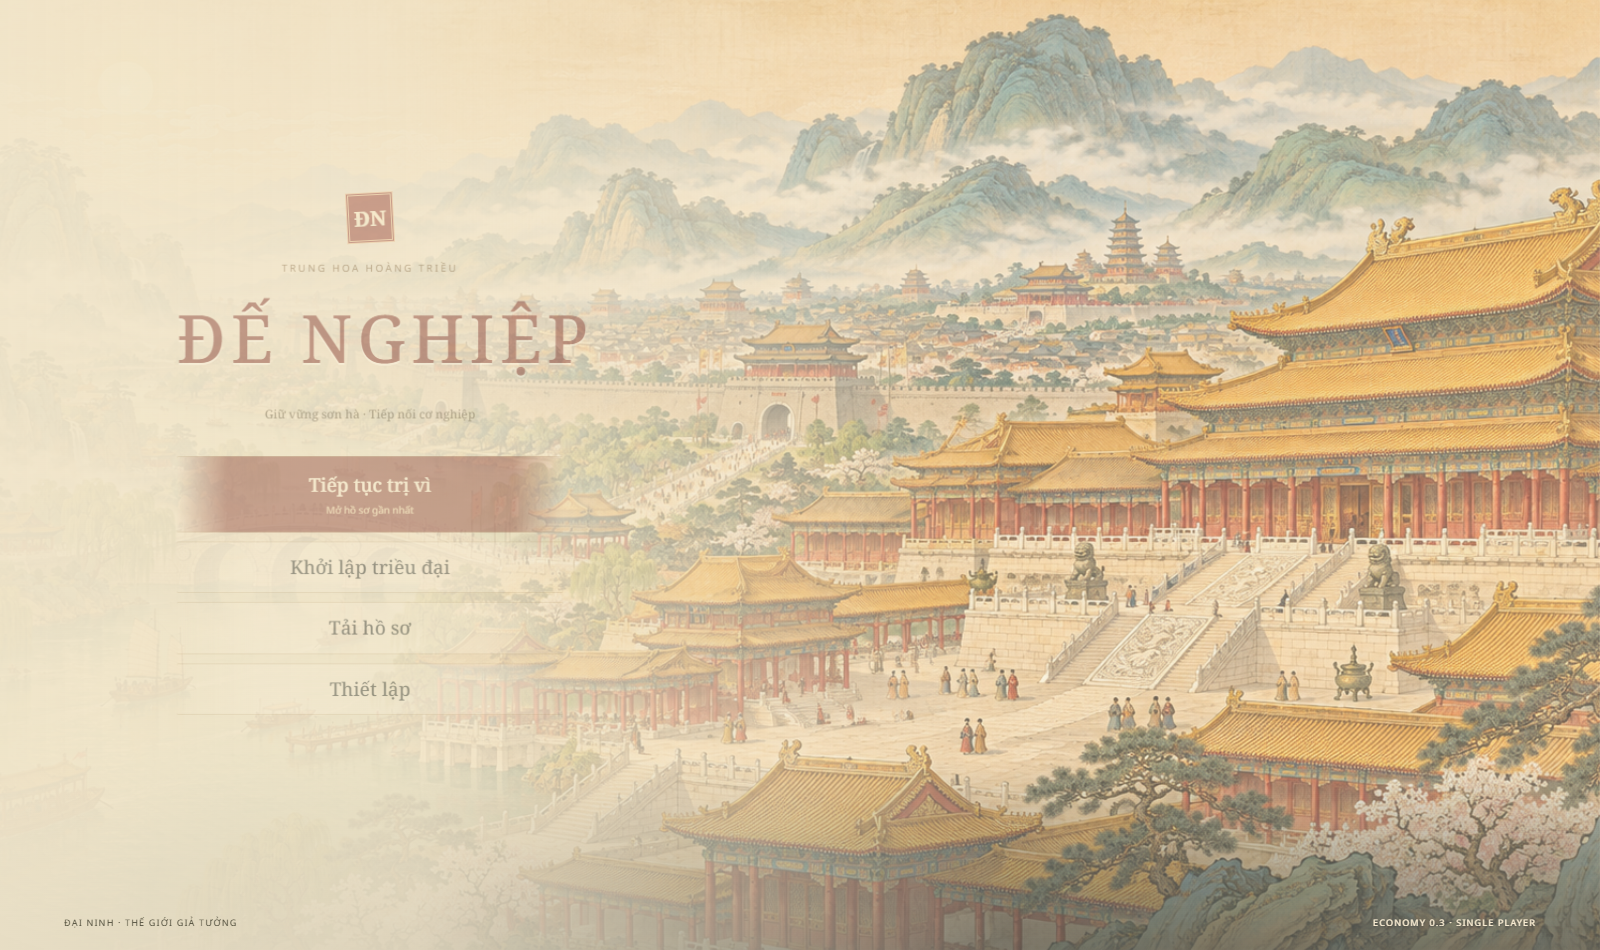 ĐN
TRUNG HOA HOÀNG TRIỀU
ĐẾ NGHIỆP
Giữ vững sơn hà · Tiếp nối cơ nghiệp
Tiếp tục trị vì
Mở hồ sơ gần nhất
Khởi lập triều đại
Tải hồ sơ
Thiết lập
ĐẠI NINH · THẾ GIỚI GIẢ TƯỞNG
ECONOMY 0.3 · SINGLE PLAYER